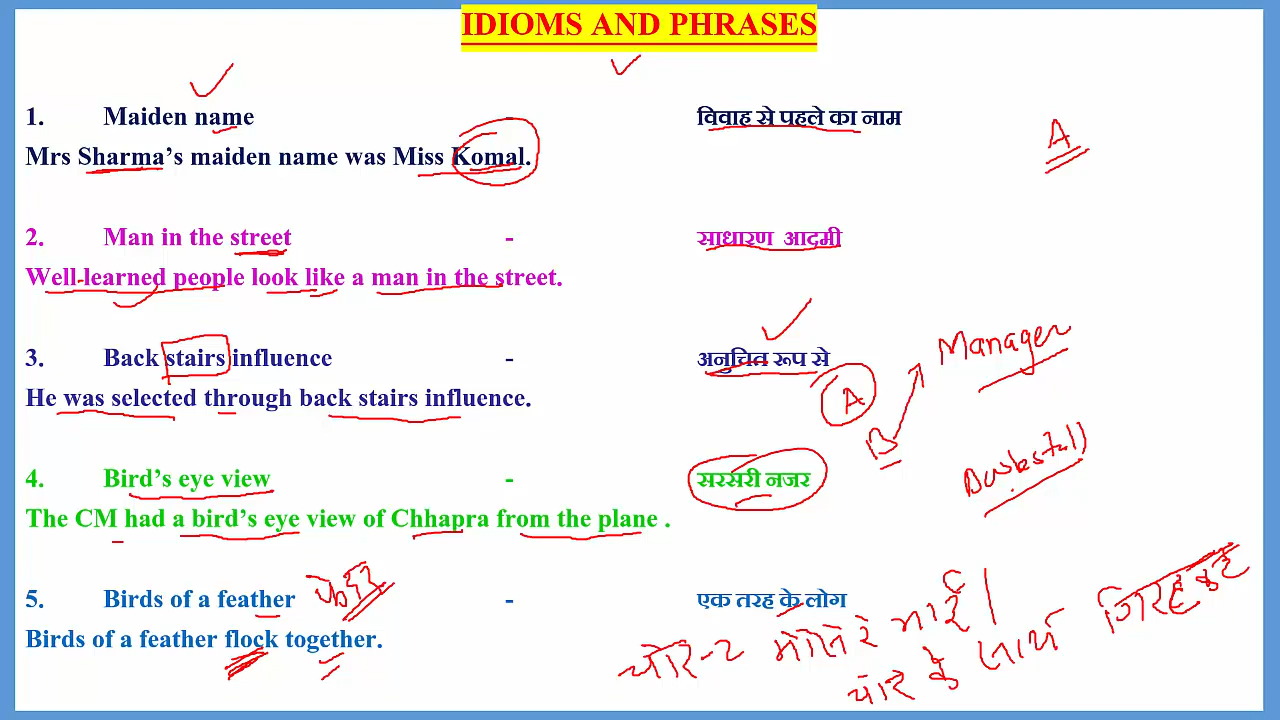 IDIOMS AND PHRASES
1. Maiden name - विवाह से पहले का नाम
A
Mrs Sharma's maiden name was Miss Komal.
2. Man in the street - साधारण आदमी
Well-learned people look like a man in the street.
Manager
3. Back stairs influence - अनुचित रूप से
He was selected through back stairs influence.
A
B
4. Bird's eye view - सरसरी नजर
The CM had a bird's eye view of Chhapra from the plane .
5. Birds of a feather - एक तरह के लोग
Birds of a feather flock together.
चोर-२ मौसेरे भाई।